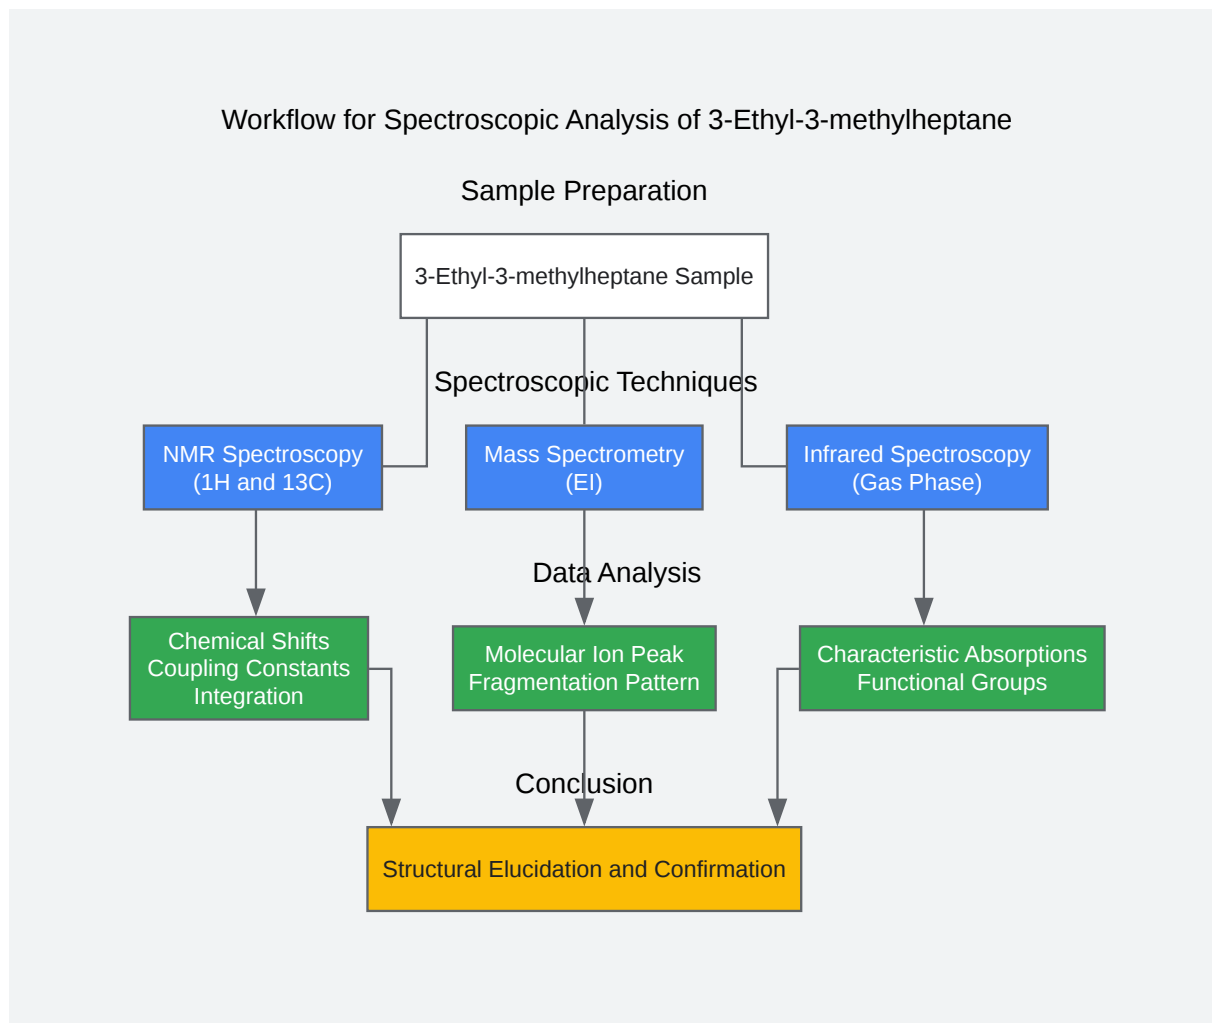 Workflow for Spectroscopic Analysis of 3-Ethyl-3-methylheptane
Sample Preparation
3-Ethyl-3-methylheptane Sample
Spectroscopic Techniques
NMR Spectroscopy
(1H and 13C)
Mass Spectrometry
(EI)
Infrared Spectroscopy
(Gas Phase)
Data Analysis
Chemical Shifts
Coupling Constants
Integration
Molecular Ion Peak
Fragmentation Pattern
Characteristic Absorptions
Functional Groups
Conclusion
Structural Elucidation and Confirmation